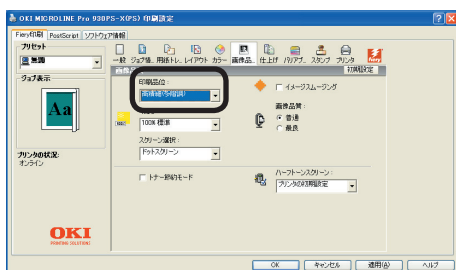 OKI MICROLINE Pro 930PS-X(PS) 印刷設定
Fiery印刷 PostScript ソフトウェア情報
プリセット
無題
ジョブ表示
Aa
プリンタの状況:
オンライン
OKI
PRINTING SOLUTIONS
一般 ジョブ情.. 用紙トレ.. レイアウト カラー 画像品.. 仕上げ バリアブ.. スタンプ プリンタ Fiery
初期設定
印刷品位:
高精細(多階調)
100% 標準
スクリーン選択:
ドットスクリーン
トナー節約モード
イメージスムージング
画像品質:
普通
最良
ハーフトーンスクリーン:
プリンタの初期設定
OK キャンセル 適用(A) ヘルプ